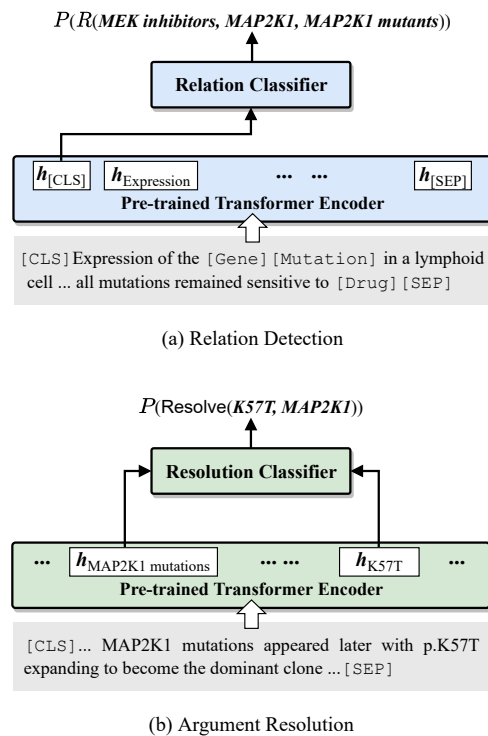 P(R(MEK inhibitors, MAP2K1, MAP2K1 mutants))
Relation Classifier
h[CLS] hExpression ... ... h[SEP]
Pre-trained Transformer Encoder
[CLS]Expression of the [Gene][Mutation] in a lymphoid
cell ... all mutations remained sensitive to [Drug][SEP]
(a) Relation Detection
P(Resolve(K57T, MAP2K1))
Resolution Classifier
... hMAP2K1 mutations ... ... hK57T ...
Pre-trained Transformer Encoder
[CLS]... MAP2K1 mutations appeared later with p.K57T
expanding to become the dominant clone ...[SEP]
(b) Argument Resolution